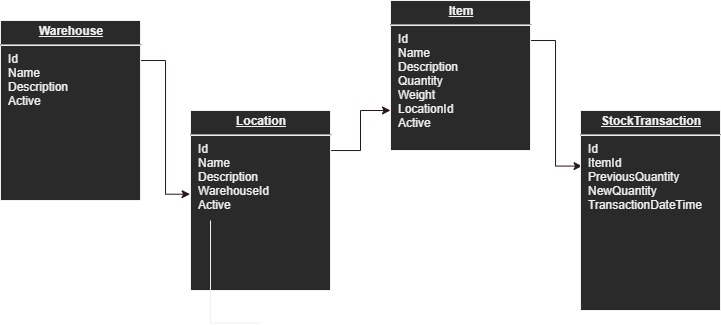 Warehouse
Id
Name
Description
Active
Location
Id
Name
Description
WarehouseId
Active
Item
Id
Name
Description
Quantity
Weight
LocationId
Active
StockTransaction
Id
ItemId
PreviousQuantity
NewQuantity
TransactionDateTime